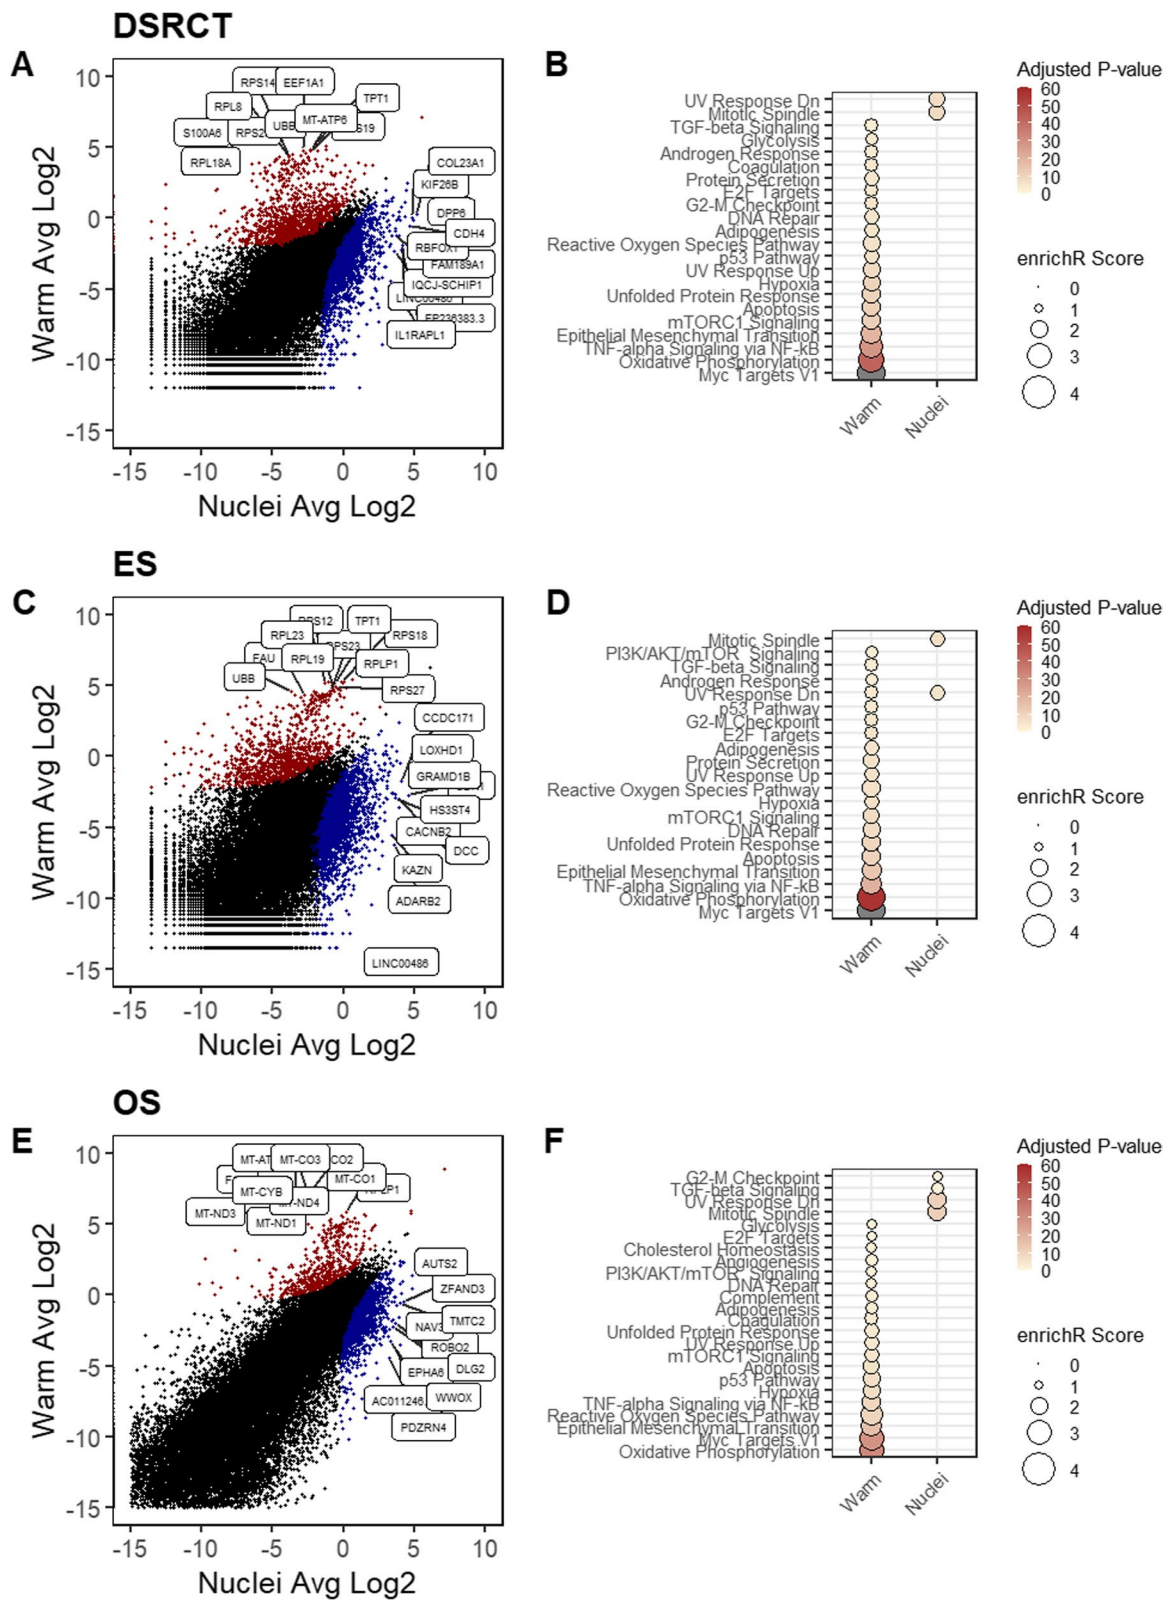 DSRCT
A
10
5
0
-5
-10
-15
Warm Avg Log2
-15 -10 -5 0 5 10
Nuclei Avg Log2
RPS14
EEF1A1
TPT1
RPL8
UBB
MT-ATP6
S19
S100A6
RPS2
RPL18A
COL23A1
KIF26B
DPP6
CDH4
RBFOX1
FAM189A1
IQCJ-SCHIP1
LINC00486
FP236383.3
IL1RAPL1
B
UV Response Dn
Mitotic Spindle
TGF-beta Signaling
Glycolysis
Androgen Response
Coagulation
Protein Secretion
E2F Targets
G2-M Checkpoint
DNA Repair
Adipogenesis
Reactive Oxygen Species Pathway
p53 Pathway
UV Response Up
Hypoxia
Unfolded Protein Response
Apoptosis
mTORC1 Signaling
Epithelial Mesenchymal Transition
TNF-alpha Signaling via NF-kB
Oxidative Phosphorylation
Myc Targets V1
Warm
Nuclei
Adjusted P-value
60
50
40
30
20
10
0
enrichR Score
0
1
2
3
4
ES
C
10
5
0
-5
-10
-15
Warm Avg Log2
-15 -10 -5 0 5 10
Nuclei Avg Log2
RPS12
TPT1
RPL23
RPS23
RPS18
FAU
RPL19
RPLP1
UBB
RPS27
CCDC171
LOXHD1
GRAMD1B
HS3ST4
CACNB2
DCC
KAZN
ADARB2
LINC00486
D
Mitotic Spindle
PI3K/AKT/mTOR Signaling
TGF-beta Signaling
Androgen Response
UV Response Dn
p53 Pathway
G2-M Checkpoint
E2F Targets
Adipogenesis
Protein Secretion
UV Response Up
Reactive Oxygen Species Pathway
Hypoxia
mTORC1 Signaling
DNA Repair
Unfolded Protein Response
Apoptosis
Epithelial Mesenchymal Transition
TNF-alpha Signaling via NF-kB
Oxidative Phosphorylation
Myc Targets V1
Warm
Nuclei
Adjusted P-value
60
50
40
30
20
10
0
enrichR Score
0
1
2
3
4
OS
E
10
5
0
-5
-10
-15
Warm Avg Log2
-15 -10 -5 0 5 10
Nuclei Avg Log2
MT-AT
MT-CO3
CO2
MT-CO1
MT-CYB
MT-ND3
MT-ND1
AUTS2
ZFAND3
TMTC2
NAV3
ROBO2
DLG2
EPHA6
WWOX
AC011246
PDZRN4
F
G2-M Checkpoint
TGF-beta Signaling
UV Response Dn
Mitotic Spindle
Glycolysis
E2F Targets
Cholesterol Homeostasis
Angiogenesis
PI3K/AKT/mTOR Signaling
DNA Repair
Complement
Adipogenesis
Coagulation
Unfolded Protein Response
UV Response Up
mTORC1 Signaling
Apoptosis
p53 Pathway
Hypoxia
TNF-alpha Signaling via NF-kB
Reactive Oxygen Species Pathway
Epithelial Mesenchymal Transition
Myc Targets V1
Oxidative Phosphorylation
Warm
Nuclei
Adjusted P-value
60
50
40
30
20
10
0
enrichR Score
0
1
2
3
4